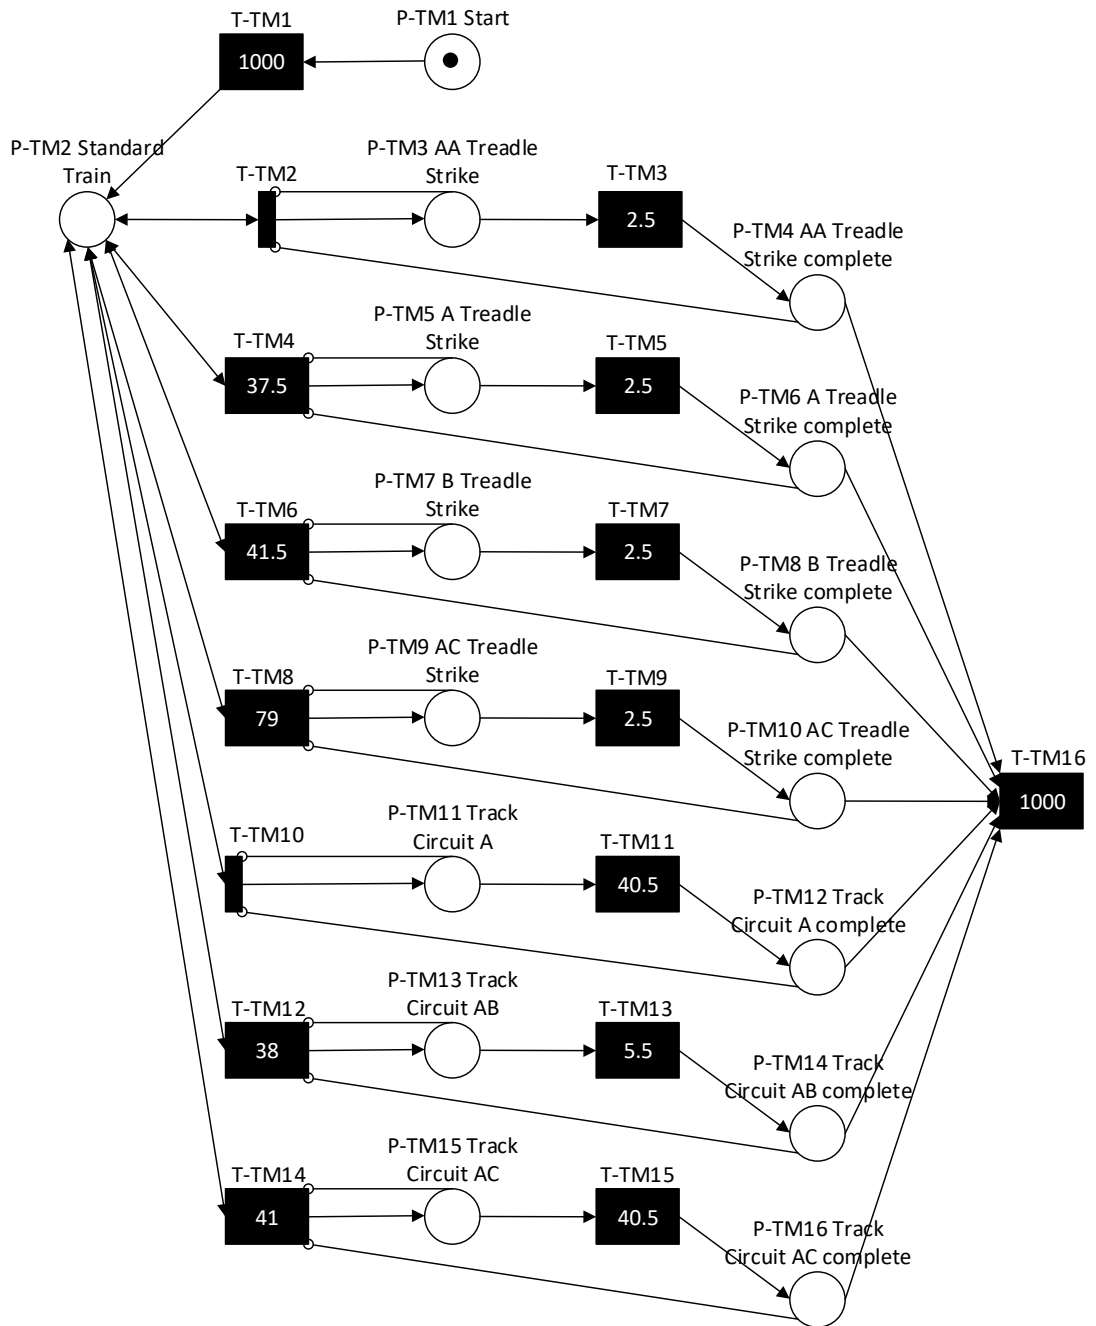 T-TM1
P-TM1 Start
1000
P-TM2 Standard
Train
T-TM2
P-TM3 AA Treadle
Strike
T-TM3
2.5
P-TM4 AA Treadle
Strike complete
T-TM4
37.5
P-TM5 A Treadle
Strike
T-TM5
2.5
P-TM6 A Treadle
Strike complete
T-TM6
41.5
P-TM7 B Treadle
Strike
T-TM7
2.5
P-TM8 B Treadle
Strike complete
T-TM8
79
P-TM9 AC Treadle
Strike
T-TM9
2.5
P-TM10 AC Treadle
Strike complete
T-TM16
1000
T-TM10
P-TM11 Track
Circuit A
T-TM11
40.5
P-TM12 Track
Circuit A complete
T-TM12
38
P-TM13 Track
Circuit AB
T-TM13
5.5
P-TM14 Track
Circuit AB complete
T-TM14
41
P-TM15 Track
Circuit AC
T-TM15
40.5
P-TM16 Track
Circuit AC complete